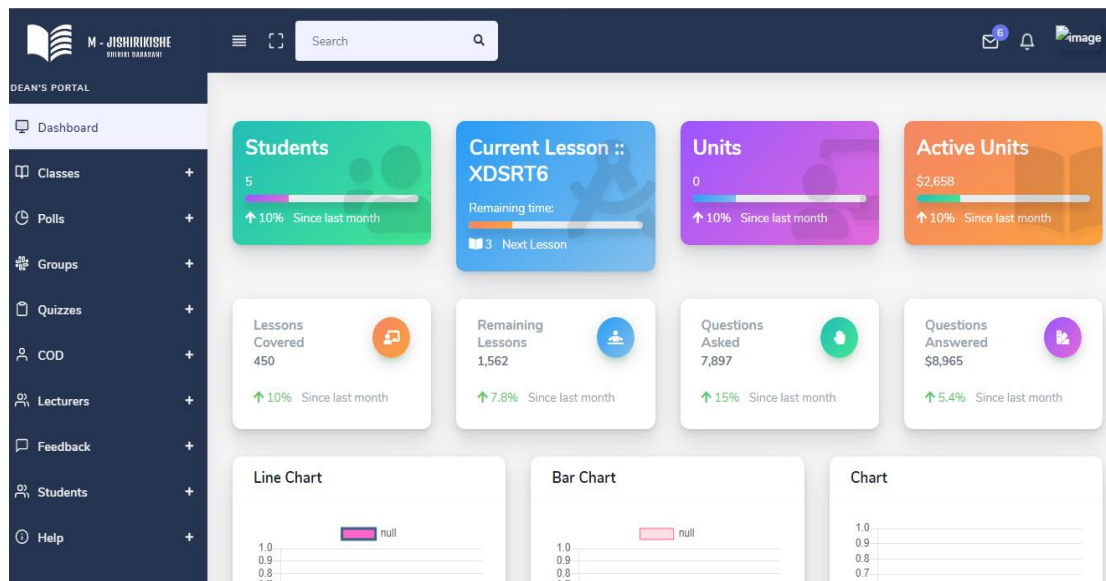 M - JISHIRIKISHE
SHIRIKI DARASANI
DEAN'S PORTAL
Dashboard
Classes +
Polls +
Groups +
Quizzes +
COD +
Lecturers +
Feedback +
Students +
Help +
Search
6
image
Students
5
10% Since last month
Current Lesson ::
XDSRT6
Remaining time:
3 Next Lesson
Units
0
10% Since last month
Active Units
$2,658
10% Since last month
Lessons
Covered
450
10% Since last month
Remaining
Lessons
1,562
7.8% Since last month
Questions
Asked
7,897
15% Since last month
Questions
Answered
$8,965
5.4% Since last month
Line Chart
null
1.0
0.9
0.8
Bar Chart
null
1.0
0.9
0.8
Chart
1.0
0.9
0.8
0.7